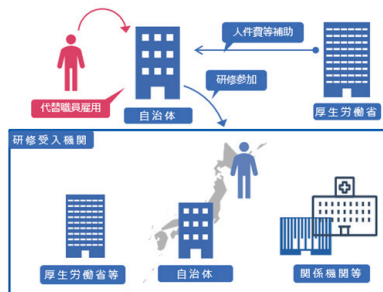 人件費等補助
研修参加
代替職員雇用
自治体
厚生労働省
研修受入機関
厚生労働省等
自治体
関係機関等